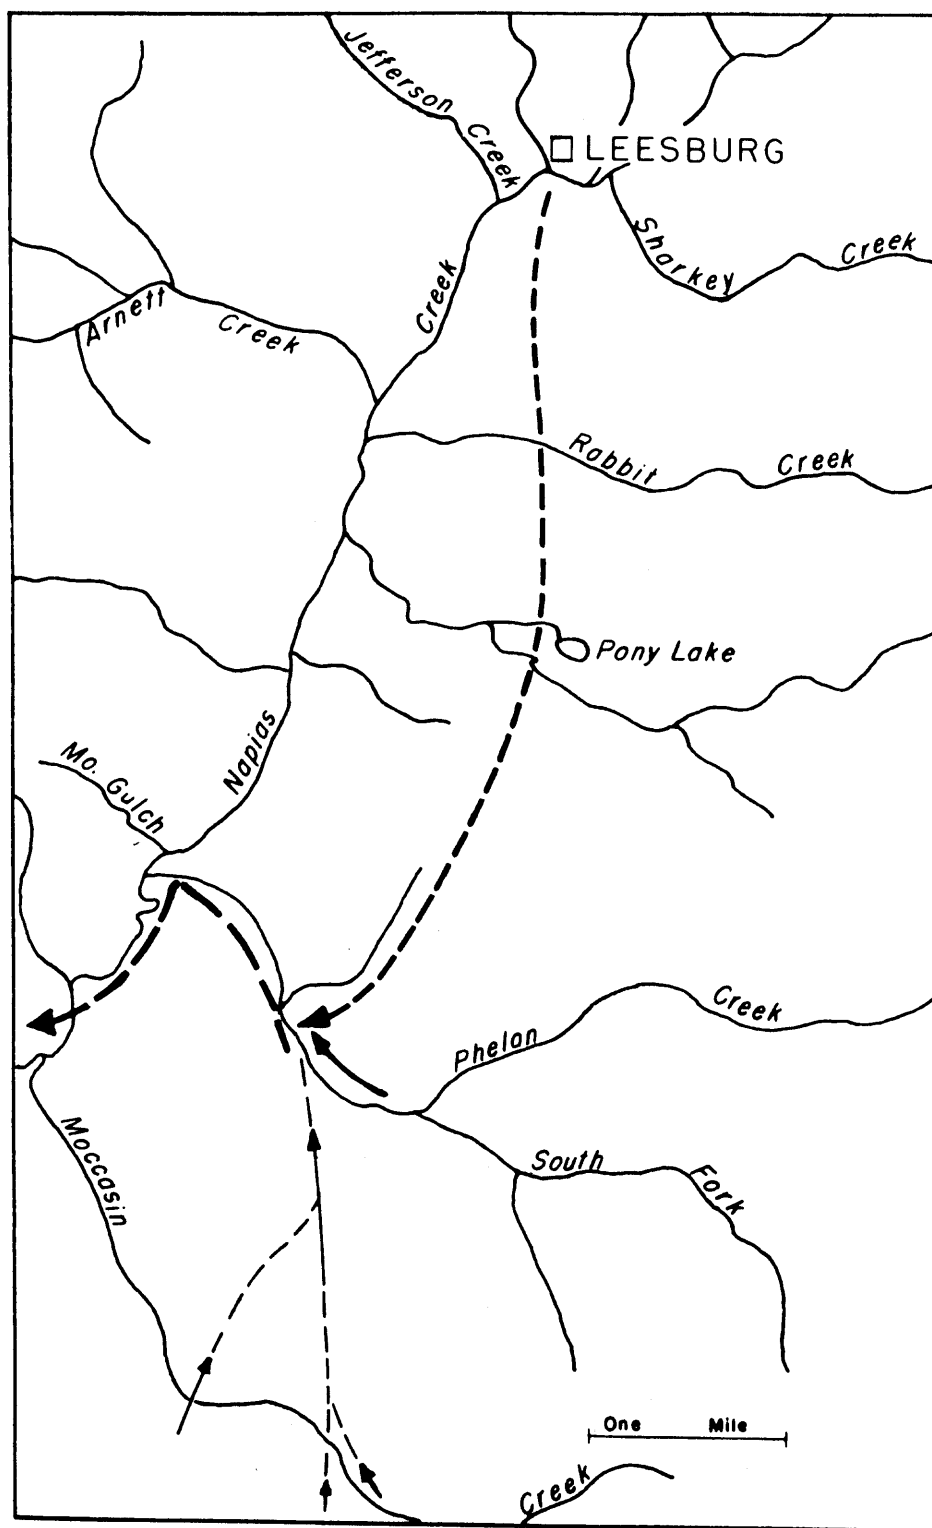 Jefferson
Creek
LEESBURG
Sharkey
Creek
Creek
Arnett
Creek
Rabbit
Creek
Pony Lake
Napias
Mo. Gulch
Creek
Phelan
Moccasin
South
Fork
One Mile
Creek